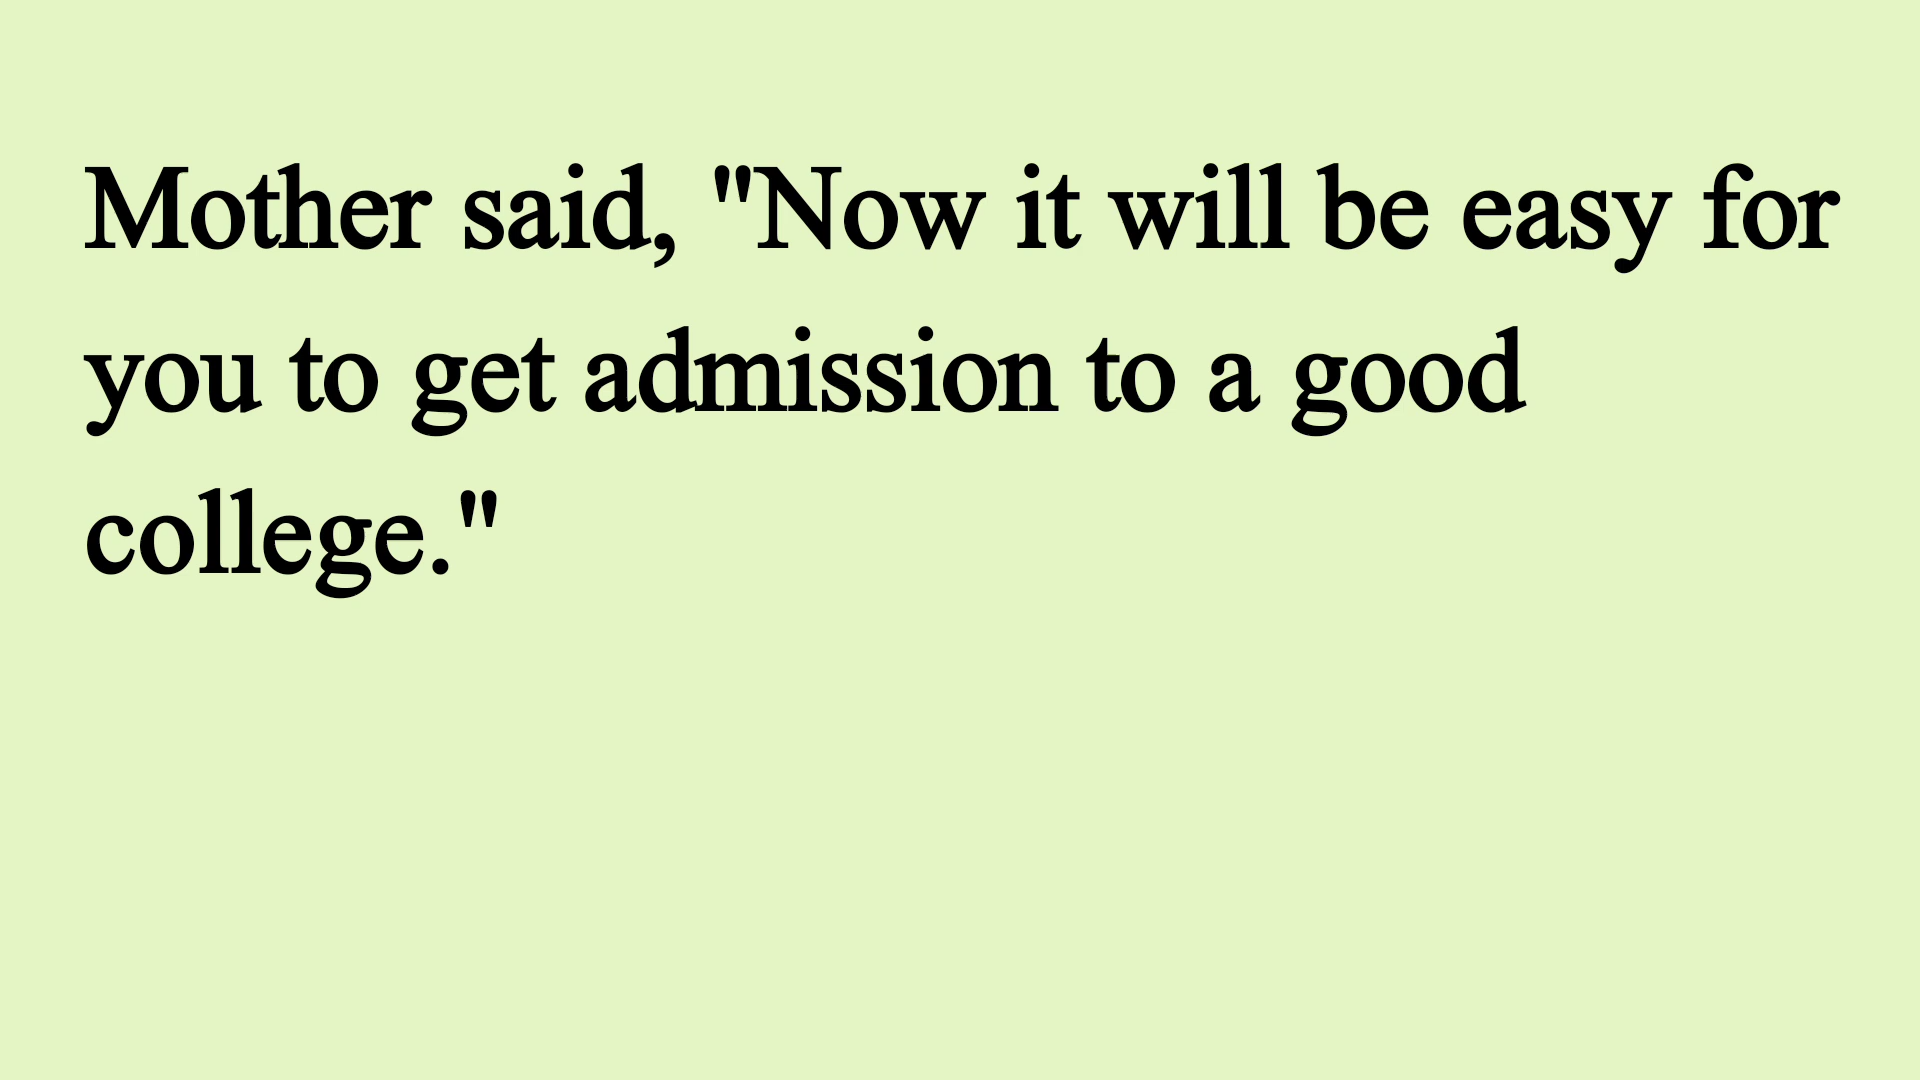 Mother said, "Now it will be easy for
you to get admission to a good
college."